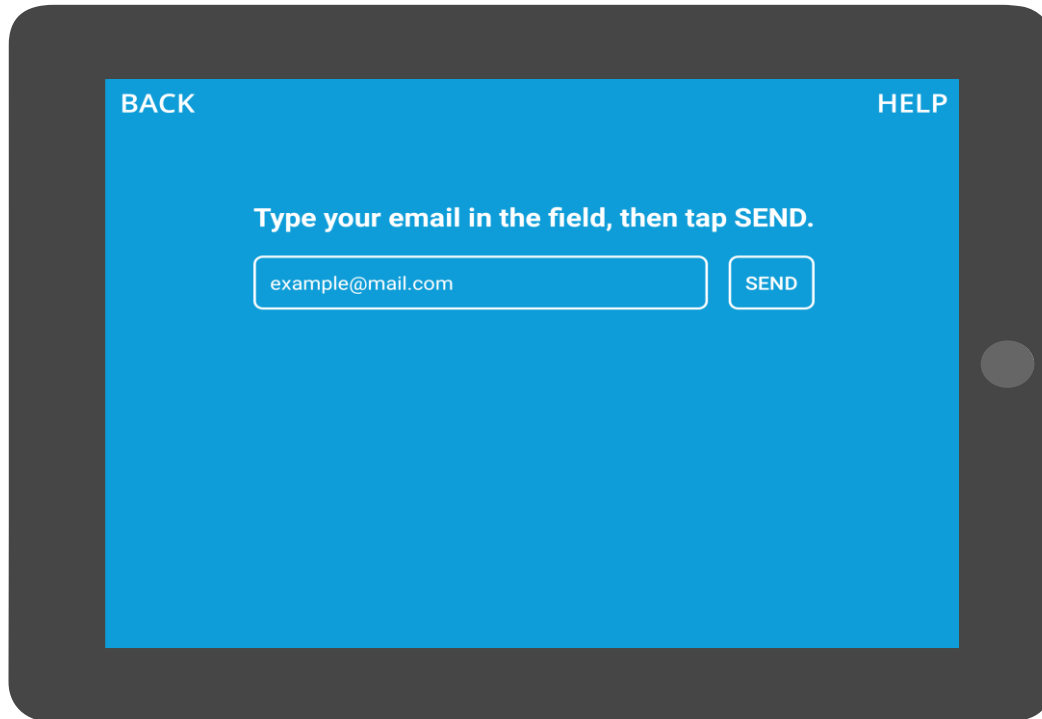 BACK
HELP
Type your email in the field, then tap SEND.
example@mail.com
SEND